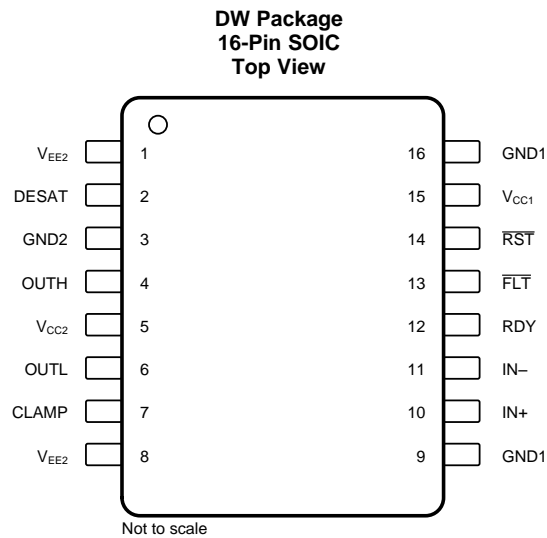 DW Package
16-Pin SOIC
Top View
VEE2 1 16 GND1
DESAT 2 15 VCC1
GND2 3 14 RST
OUTH 4 13 FLT
VCC2 5 12 RDY
OUTL 6 11 IN–
CLAMP 7 10 IN+
VEE2 8 9 GND1
Not to scale